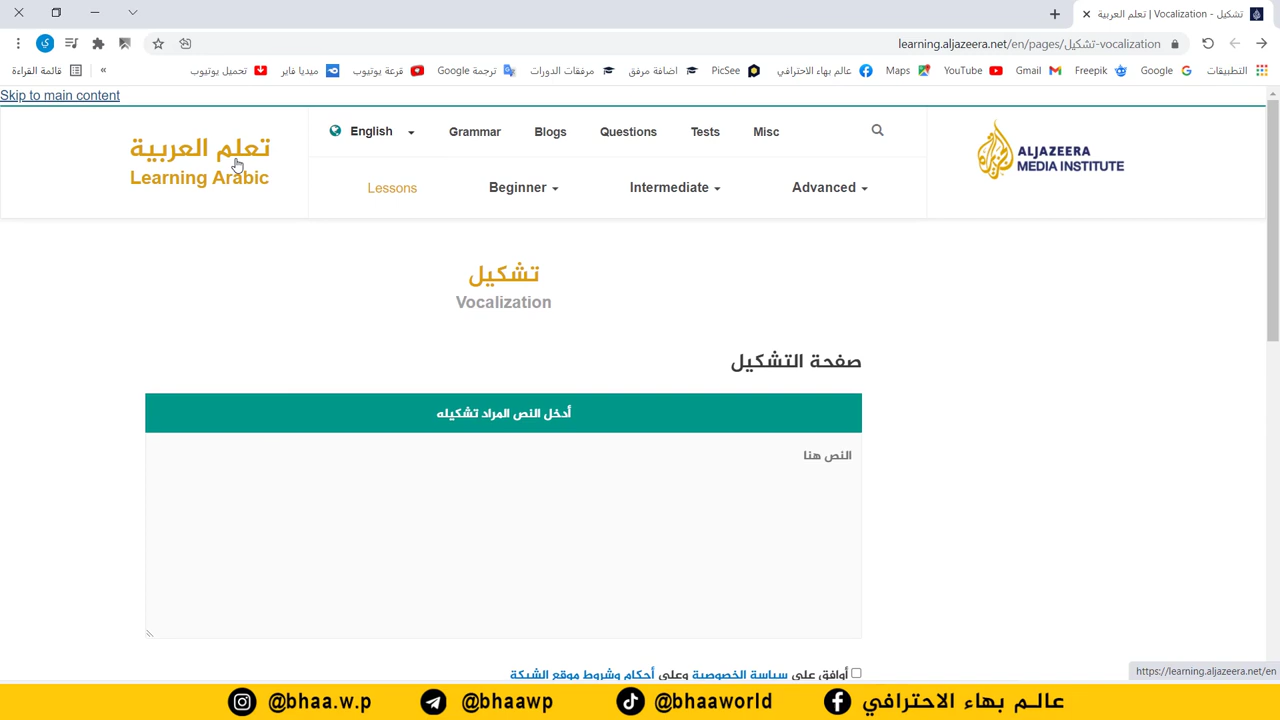 تشكيل - Vocalization | تعلم العربية
learning.aljazeera.net/en/pages/تشكيل-vocalization
التطبيقات
Google
Freepik
Gmail
YouTube
Maps
عالم بهاء الاحترافي
PicSee
اضافة مرفق
مرفقات الدورات
ترجمة Google
قرعة يوتيوب
ميديا فاير
تحميل يوتيوب
»
قائمة القراءة
Skip to main content
تعلم العربية
Learning Arabic
English
Grammar
Blogs
Questions
Tests
Misc
Lessons
Beginner
Intermediate
Advanced
ALJAZEERA
MEDIA INSTITUTE
تشكيل
Vocalization
صفحة التشكيل
أدخل النص المراد تشكيله
النص هنا
أوافق على سياسة الخصوصية وعلى أحكام وشروط موقع الشبكة
https://learning.aljazeera.net/en
@bhaa.w.p
@bhaawp
@bhaaworld
عالم بهاء الاحترافي